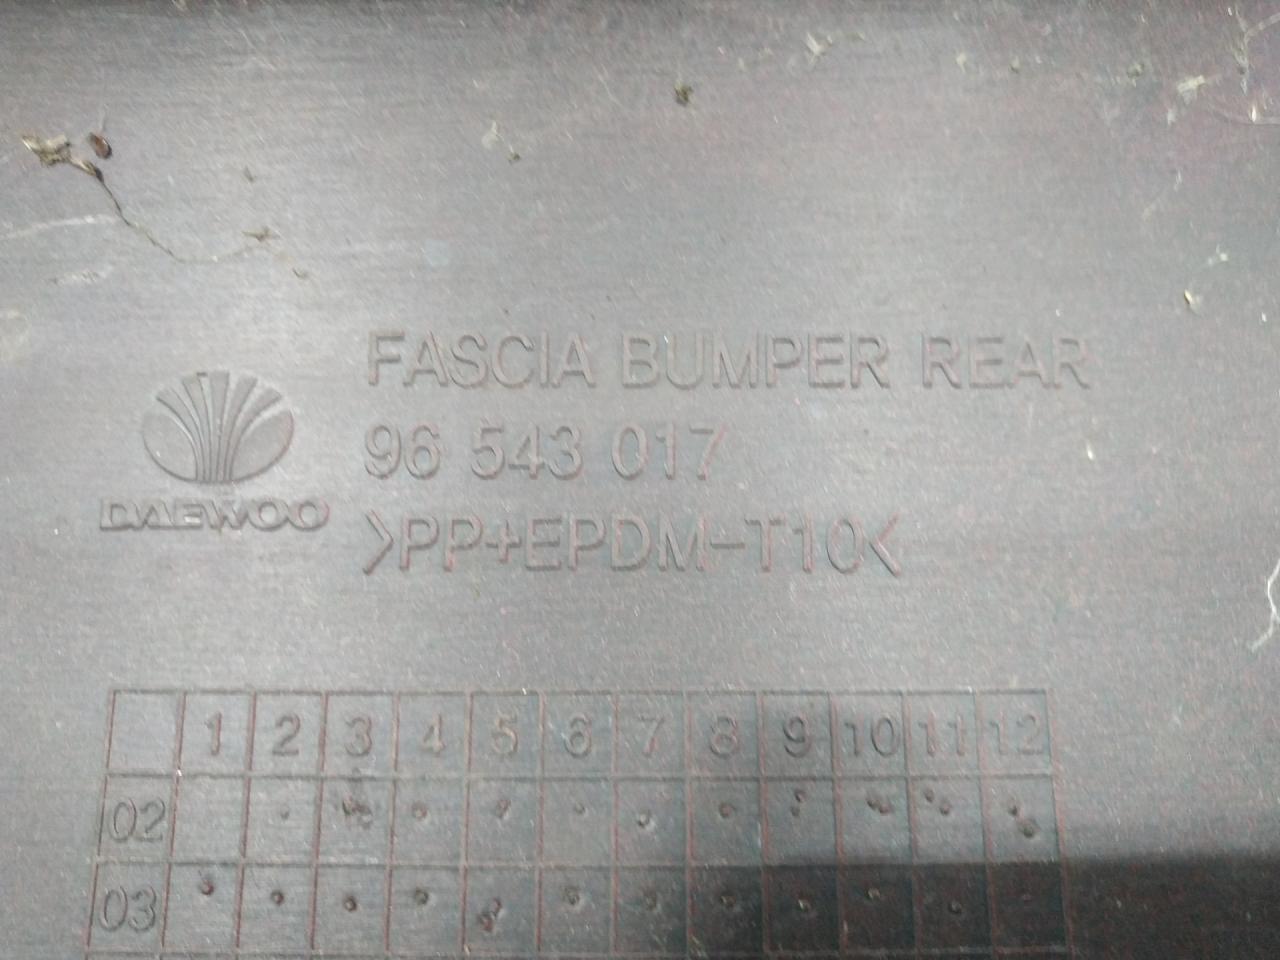 FASCIA BUMPER REAR
96 543 017
DAEWOO
>PP+EPDM-T10<
1 2 3 4 5 6 7 8 9 10 11 12
02
03